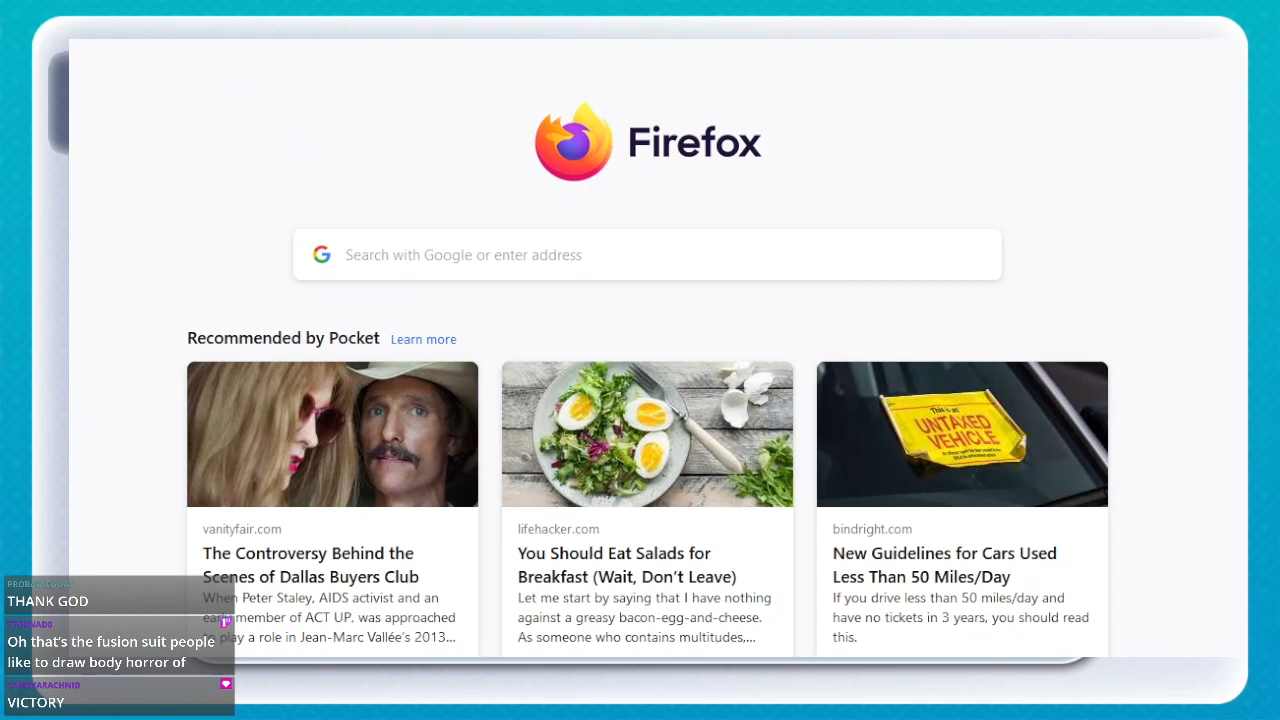 Firefox
Search with Google or enter address
Recommended by Pocket Learn more
This is an
UNTAXED
VEHICLE
vanityfair.com
The Controversy Behind the
Scenes of Dallas Buyers Club
When Peter Staley, AIDS activist and an
early member of ACT UP, was approached
to play a role in Jean-Marc Vallée's 2013...
lifehacker.com
You Should Eat Salads for
Breakfast (Wait, Don't Leave)
Let me start by saying that I have nothing
against a greasy bacon-egg-and-cheese.
As someone who contains multitudes,...
bindright.com
New Guidelines for Cars Used
Less Than 50 Miles/Day
If you drive less than 50 miles/day and
have no tickets in 3 years, you should read
this.
THANK GOD
Oh that's the fusion suit people
like to draw body horror of
VICTORY